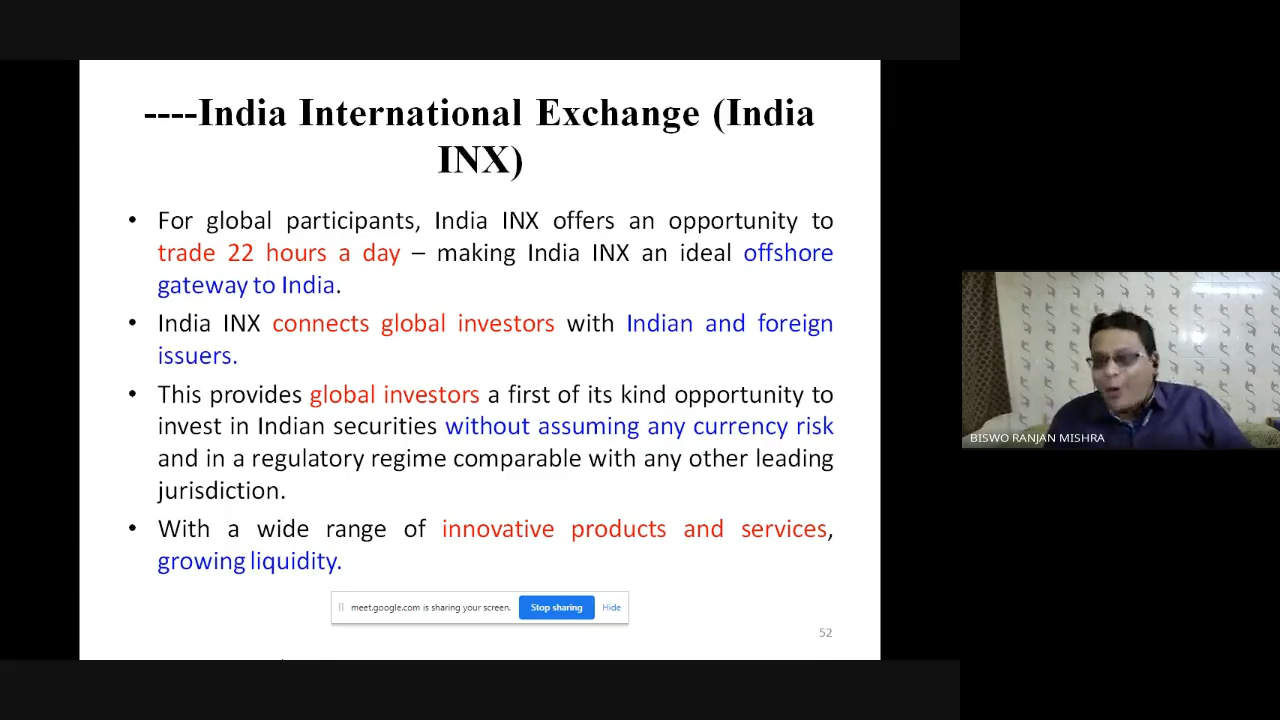 ----India International Exchange (India
INX)
• For global participants, India INX offers an opportunity to
trade 22 hours a day – making India INX an ideal offshore
gateway to India.
• India INX connects global investors with Indian and foreign
issuers.
• This provides global investors a first of its kind opportunity to
invest in Indian securities without assuming any currency risk
and in a regulatory regime comparable with any other leading
jurisdiction.
• With a wide range of innovative products and services,
growing liquidity.
meet.google.com is sharing your screen. Stop sharing Hide
52
BISWO RANJAN MISHRA